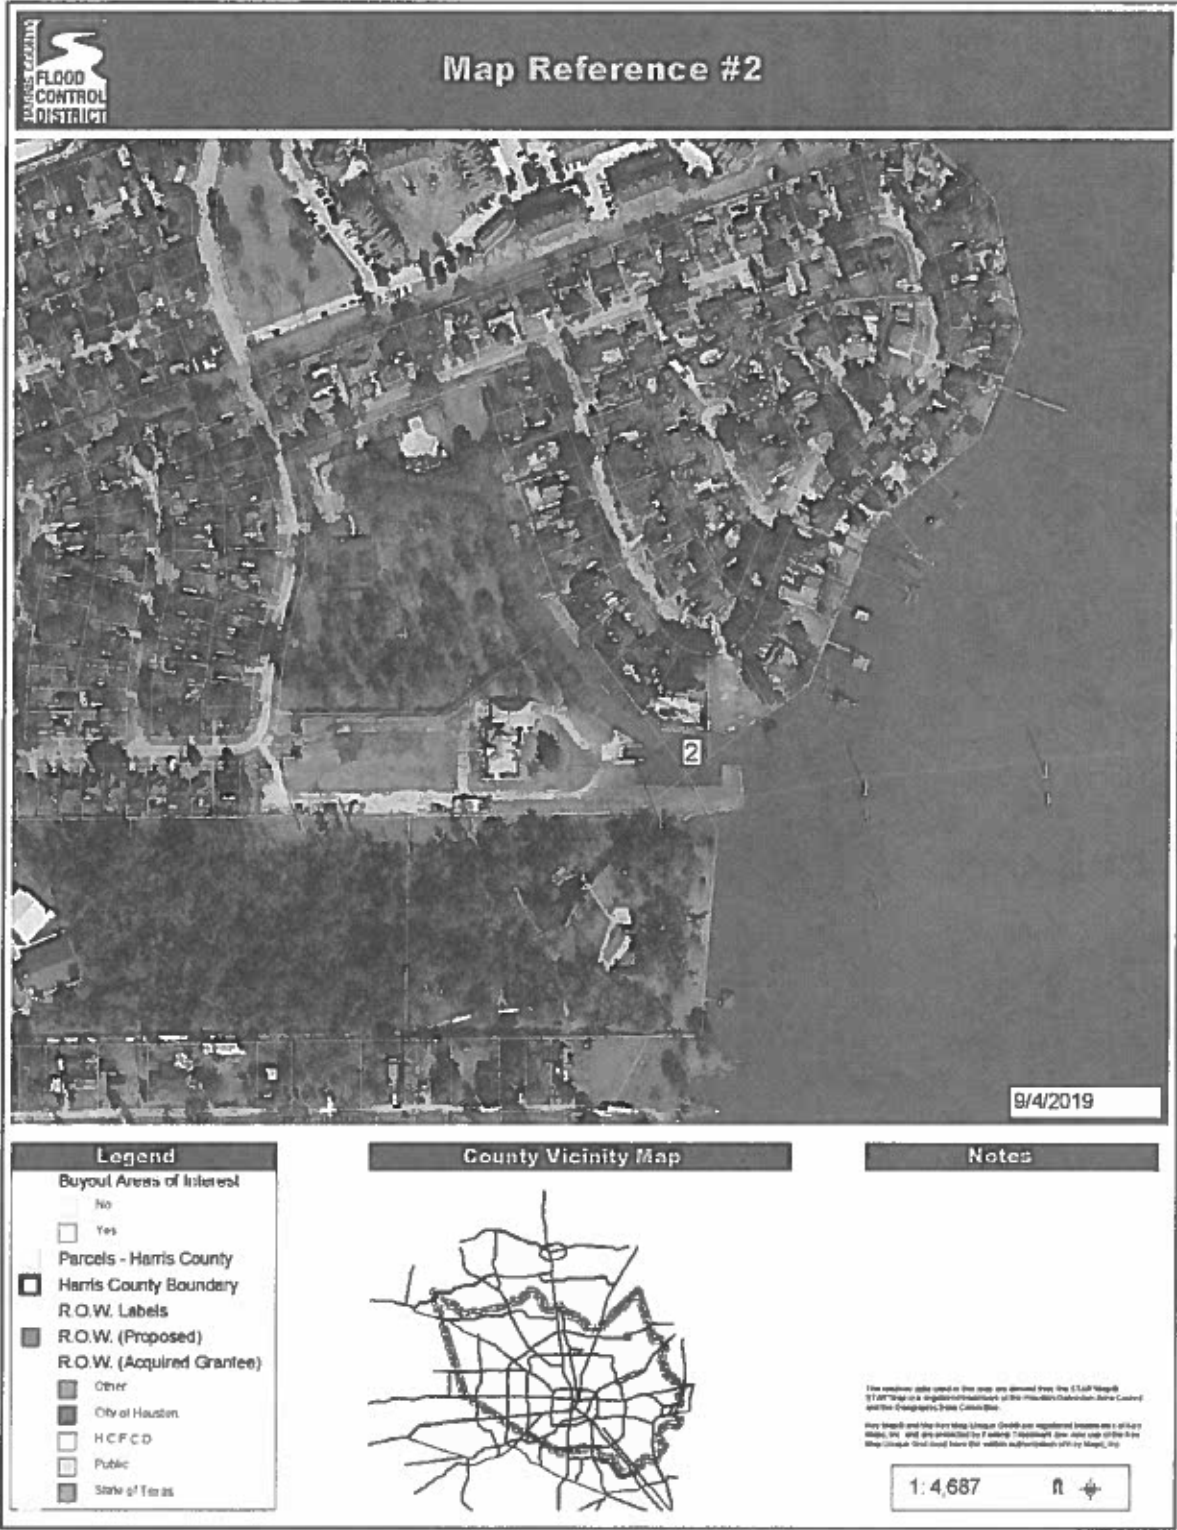 HARRIS COUNTY
FLOOD
CONTROL
DISTRICT
Map Reference #2
2
9/4/2019
Legend
Buyout Areas of Interest
No
Yes
Parcels - Harris County
Harris County Boundary
R.O.W. Labels
R.O.W. (Proposed)
R.O.W. (Acquired Grantee)
Other
City of Houston
H C F C D
Public
State of Texas
County Vicinity Map
Notes
1: 4,687